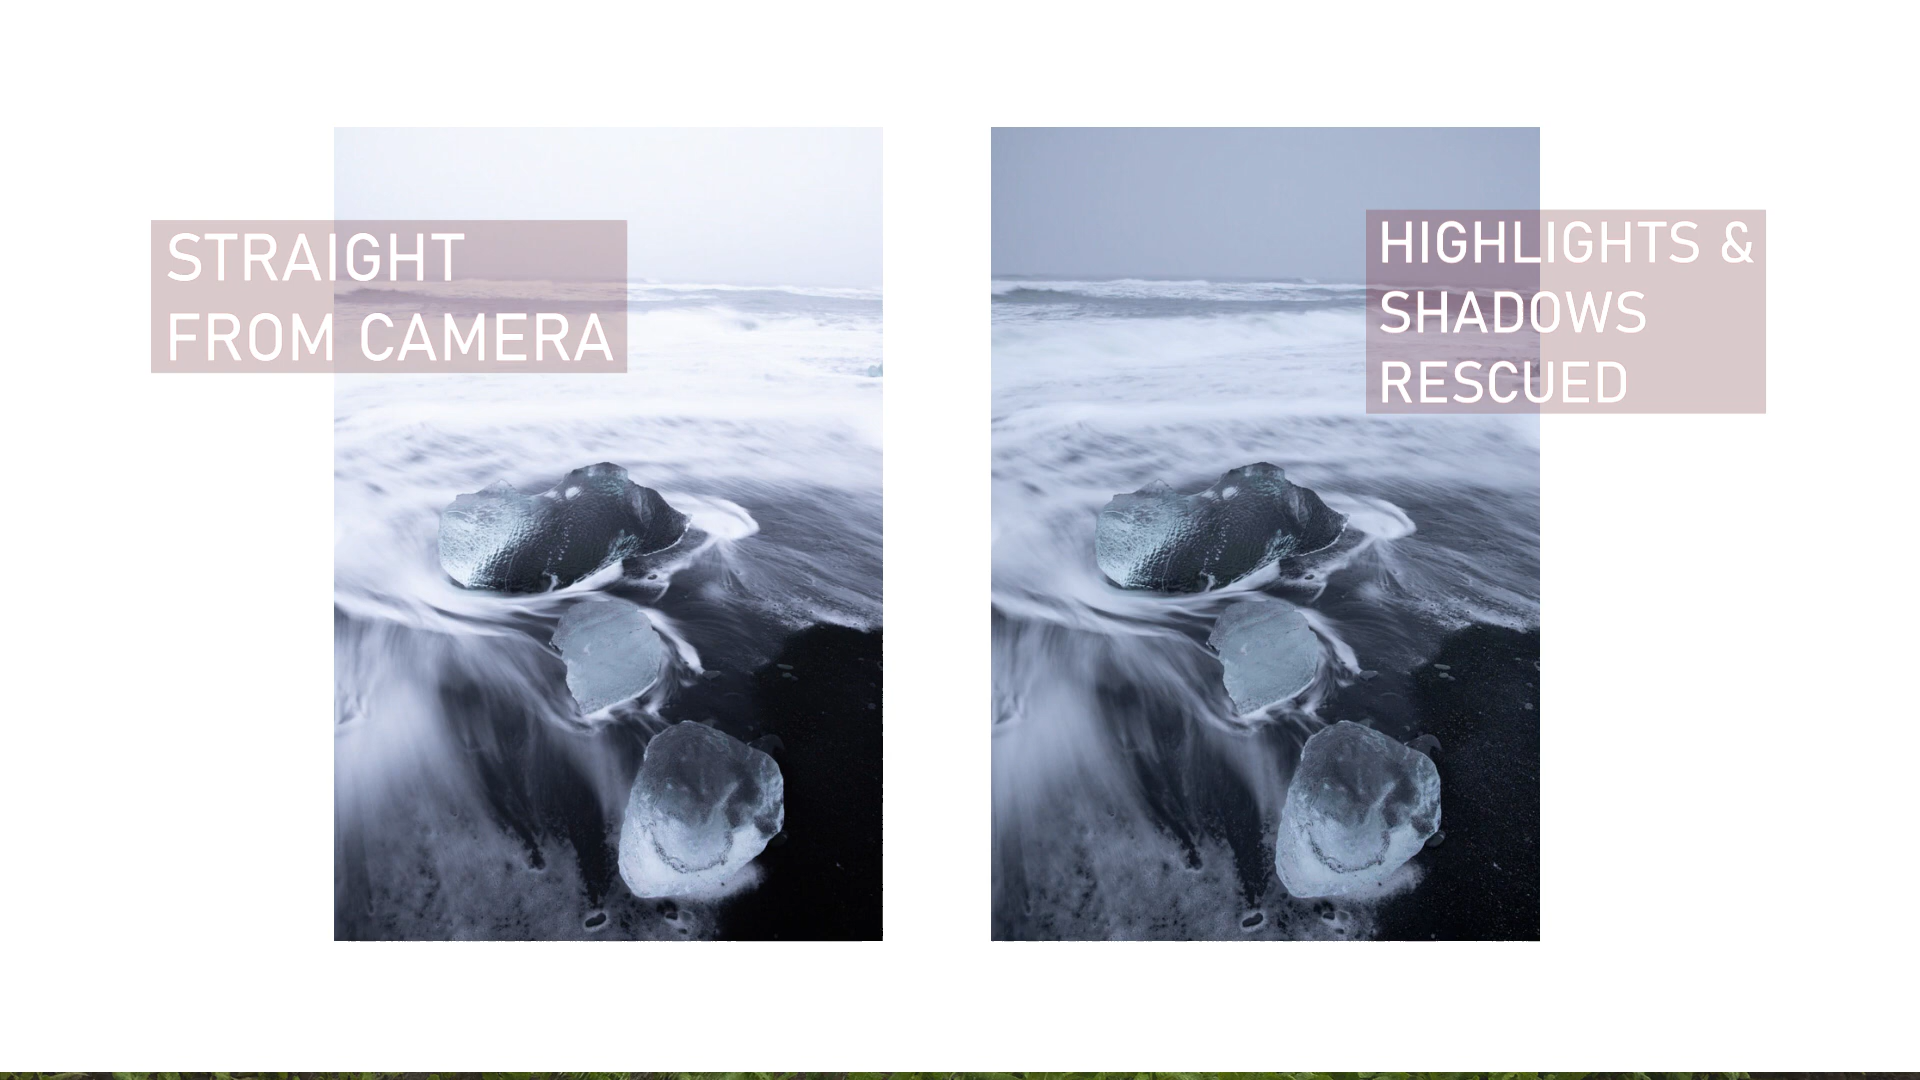 STRAIGHT
FROM CAMERA
HIGHLIGHTS &
SHADOWS
RESCUED